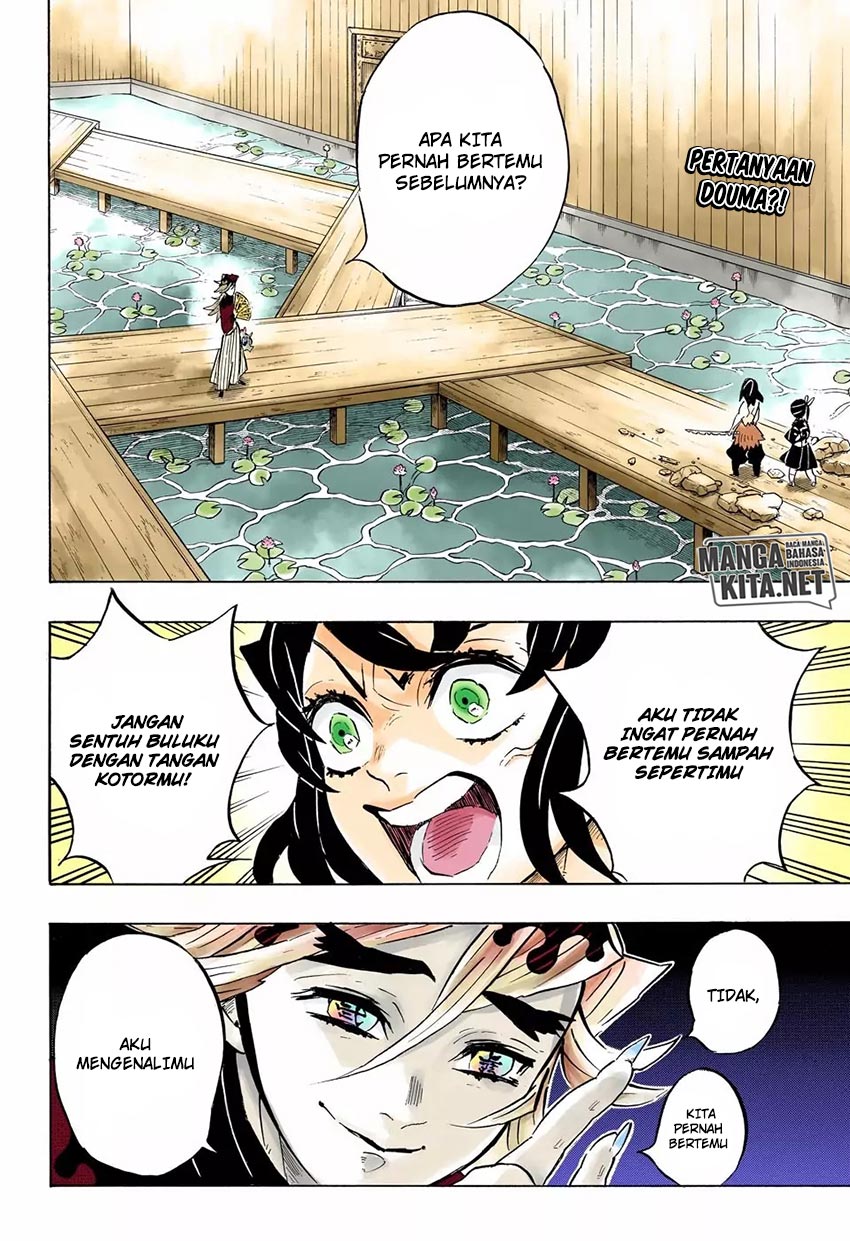 APA KITA
PERNAH BERTEMU
SEBELUMNYA?
PERTANYAAN
DOUMA?!
MANGA
KITA.NET
BACA MANGA
BAHASA
INDONESIA
AKU TIDAK
INGAT PERNAH
BERTEMU SAMPAH
SEPERTIMU
JANGAN
SENTUH BULUKU
DENGAN TANGAN
KOTORMU!
TIDAK,
KITA
PERNAH
BERTEMU
AKU
MENGENALIMU